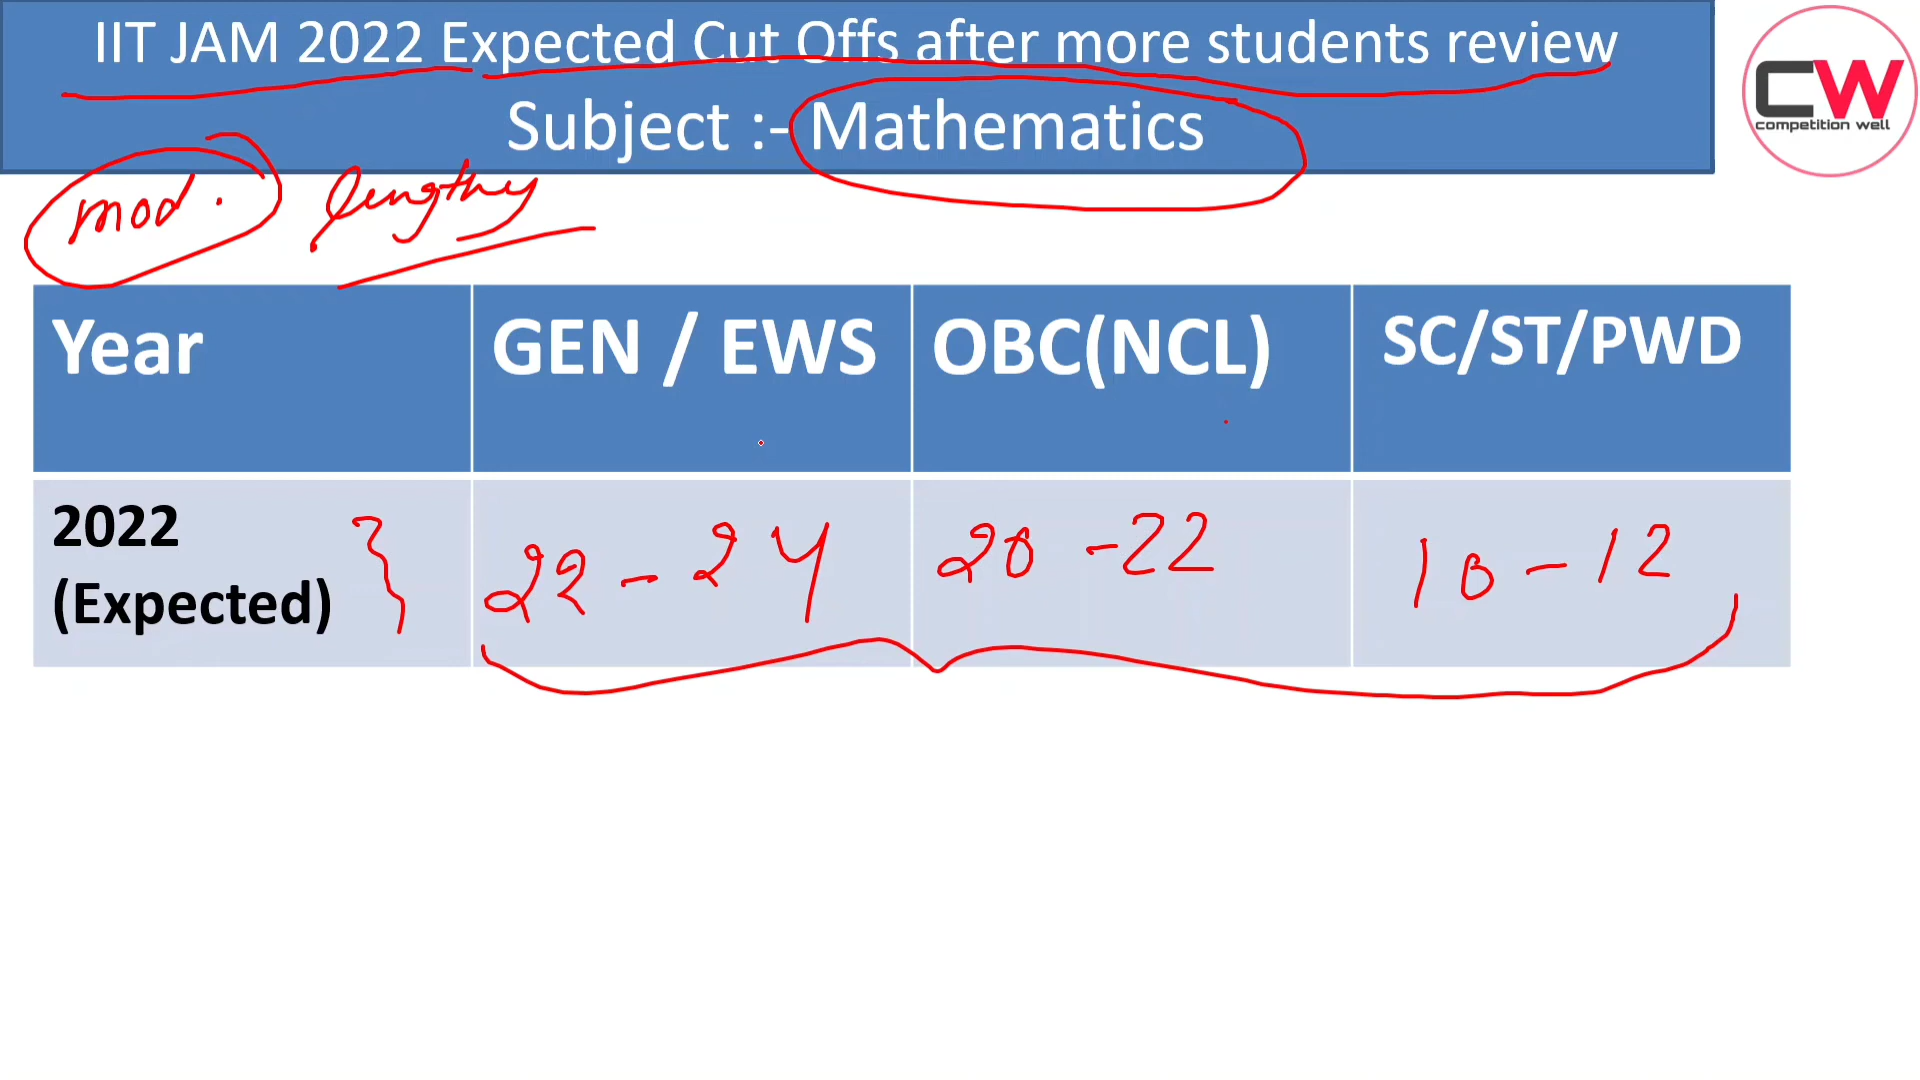 IIT JAM 2022 Expected Cut Offs after more students review
Subject :- Mathematics
CW
competition well
mod. lengthy
Year GEN / EWS OBC(NCL) SC/ST/PWD
2022 22 - 24 20 - 22 10 - 12
(Expected)